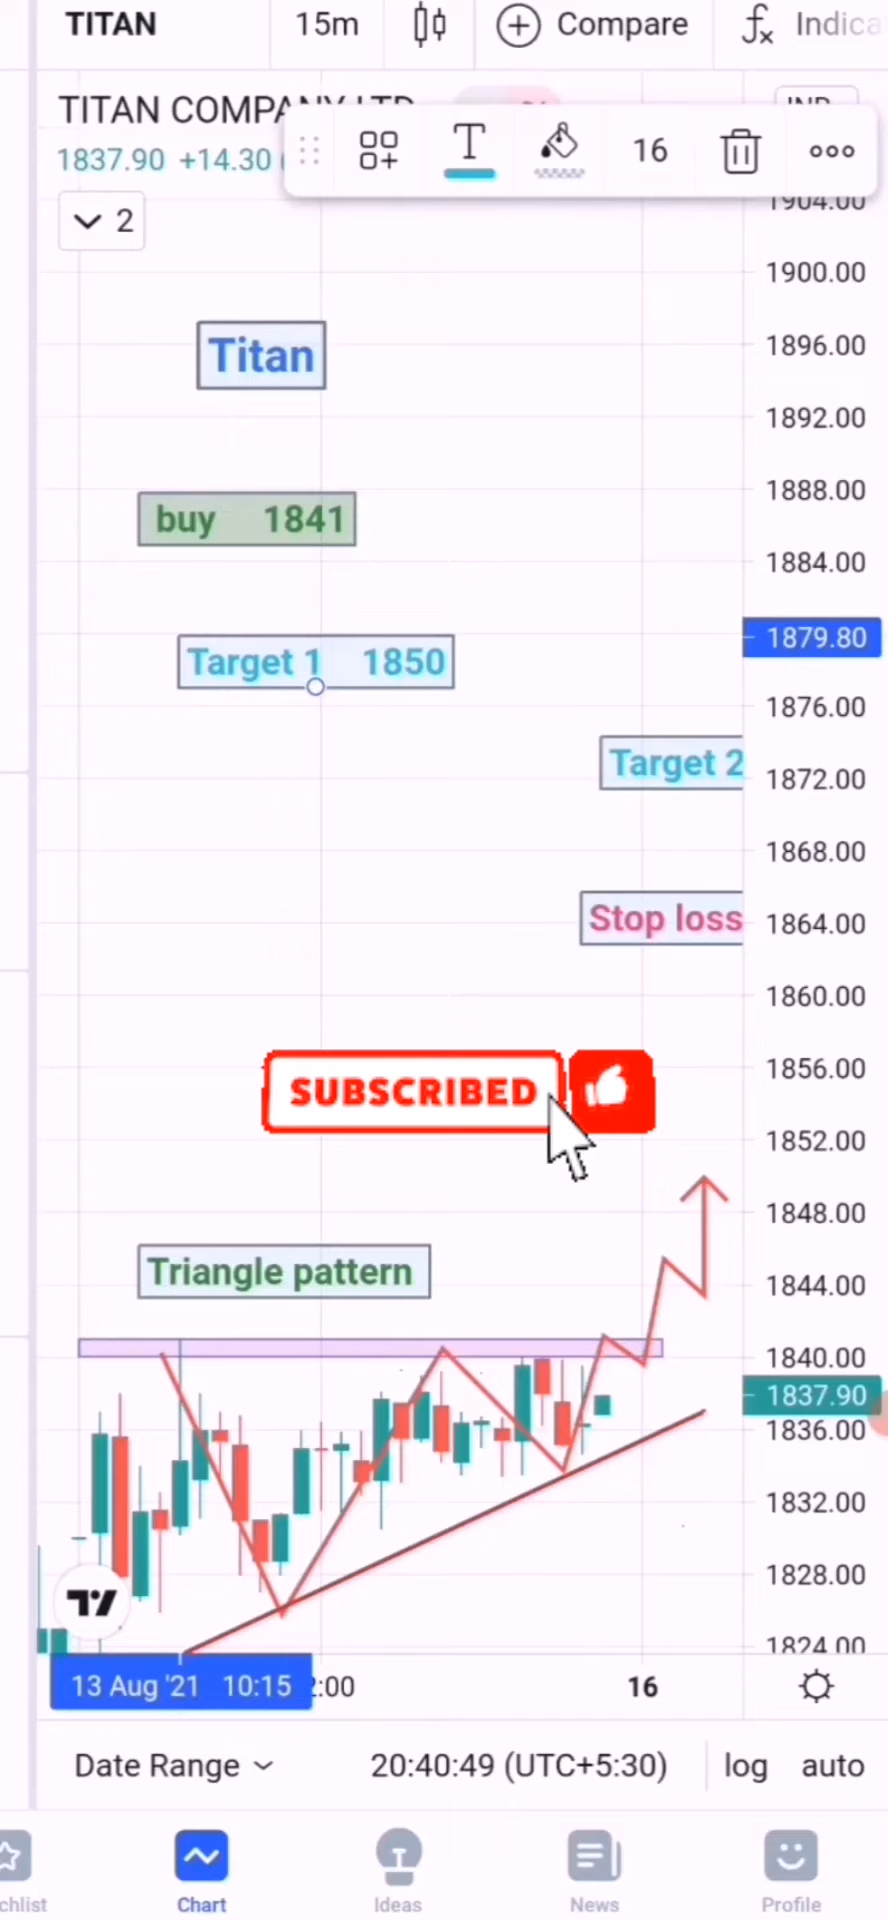 TITAN 15m Compare Indica
TITAN COMPANY LTD
1837.90 +14.30
T 16
2
1904.00
1900.00
Titan
1896.00
1892.00
1888.00
buy 1841
1884.00
Target 1 1850
1879.80
1876.00
Target 2
1872.00
1868.00
Stop loss
1864.00
1860.00
SUBSCRIBED
1856.00
1852.00
1848.00
Triangle pattern
1844.00
1840.00
1837.90
1836.00
1832.00
1828.00
1824.00
13 Aug '21 10:15 2:00 16
Date Range 20:40:49 (UTC+5:30) log auto
chlist Chart Ideas News Profile